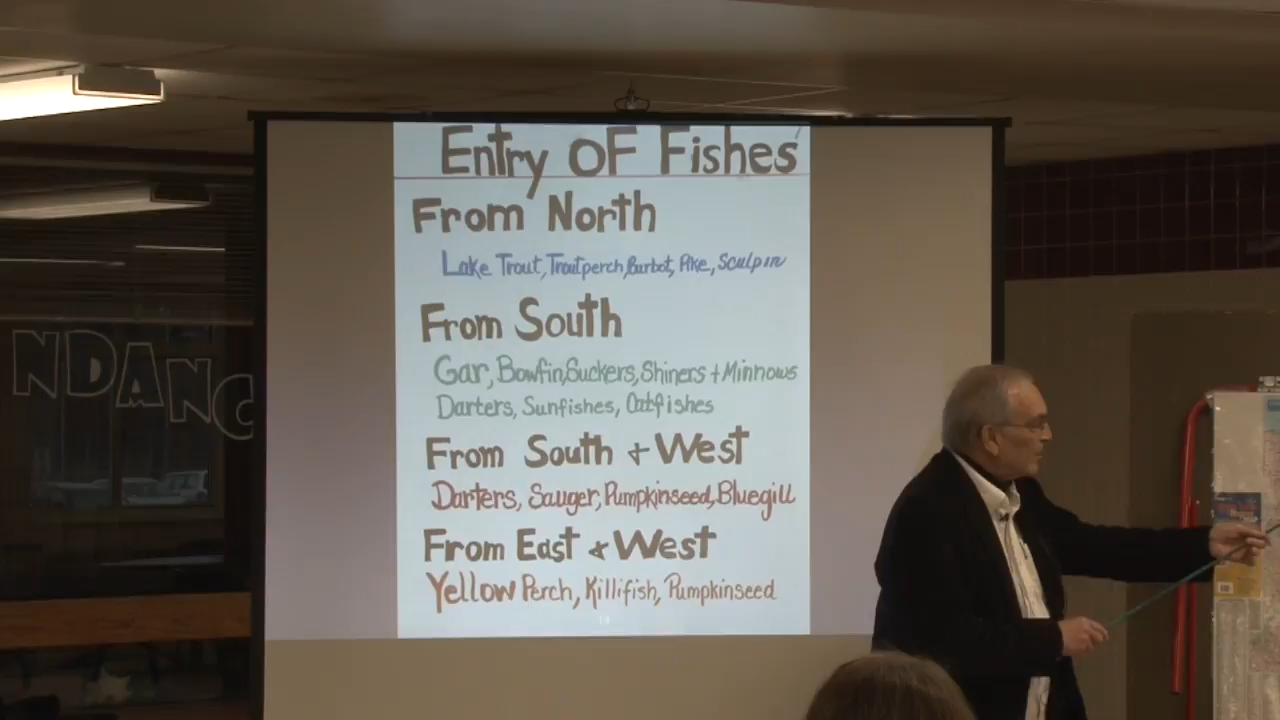 Entry OF Fishes
From North
Lake Trout, Troutperch, Burbot, Pike, Sculpin
From South
Gar, Bowfin, Suckers, Shiners + Minnows
Darters, Sunfishes, Catfishes
From South + West
Darters, Sauger, Pumpkinseed, Bluegill
From East + West
Yellow Perch, Killifish, Pumpkinseed
14
NDANC